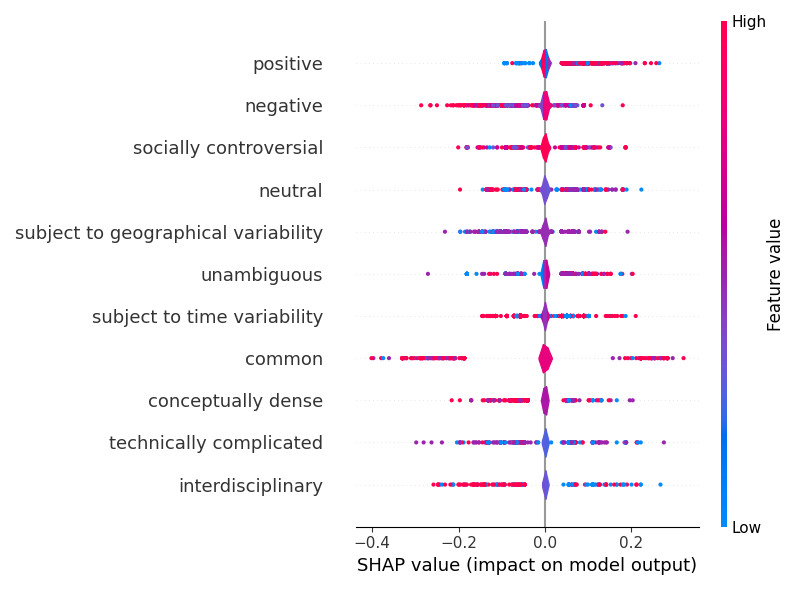 High
positive
negative
socially controversial
neutral
subject to geographical variability
unambiguous
subject to time variability
common
conceptually dense
technically complicated
interdisciplinary
Feature value
Low
−0.4 −0.2 0.0 0.2
SHAP value (impact on model output)